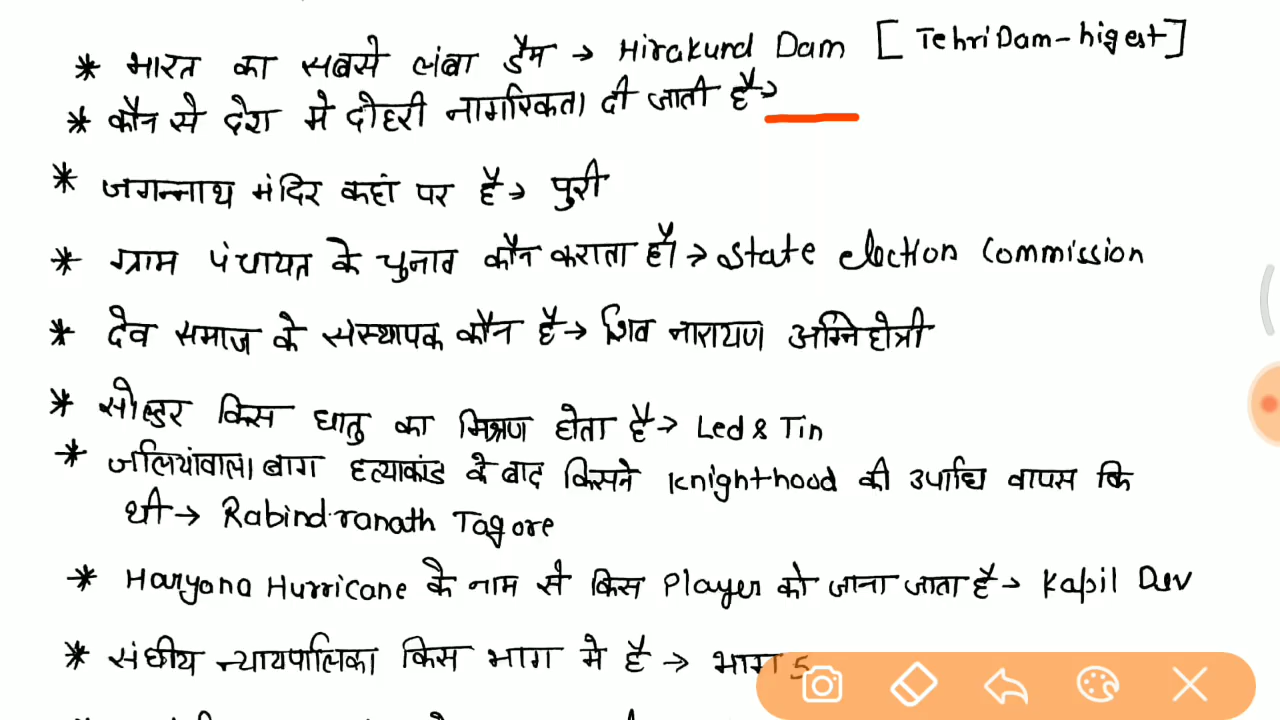 * भारत का सबसे लंबा डैम → Hirakund Dam [Tehri Dam-higest]
* कौन से देश मे दोहरी नागरिकता दी जाती है→
* जगन्नाथ मंदिर कहां पर है→ पुरी
* ग्राम पंचायत के चुनाव कौन कराता है। → State election Commission
* देव समाज के संस्थापक कौन है→ शिव नारायण अग्निहोत्री
* सोल्डर किस धातु का मिश्रण होता है→ Led & Tin
* जलियांवाला बाग हत्याकांड के बाद किसने knighthood की उपाधि वापस कि
थी→ Rabindranath Tagore
* Haryana Hurricane के नाम से किस Player को जाना जाता है→ Kapil Dev
* संघीय न्यायपालिका किस भाग मे है → भाग 5